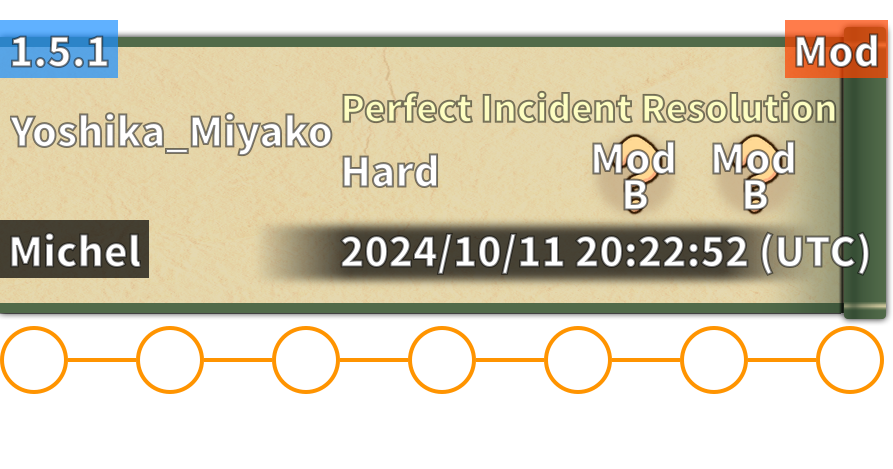 1.5.1
Mod
Perfect Incident Resolution
Yoshika_Miyako
Hard
Mod
B
Mod
B
Michel
2024/10/11 20:22:52 (UTC)